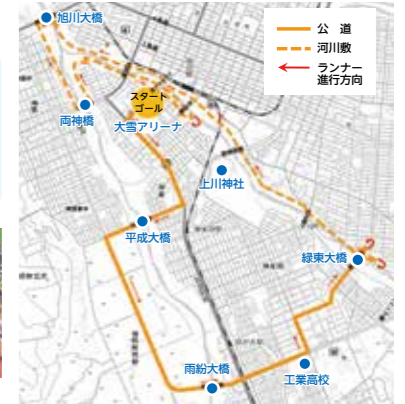 旭川大橋
公 道
河川敷
ランナー
進行方向
スタート
ゴール
両神橋
大雪アリーナ
上川神社
平成大橋
緑東大橋
雨紛大橋
工業高校